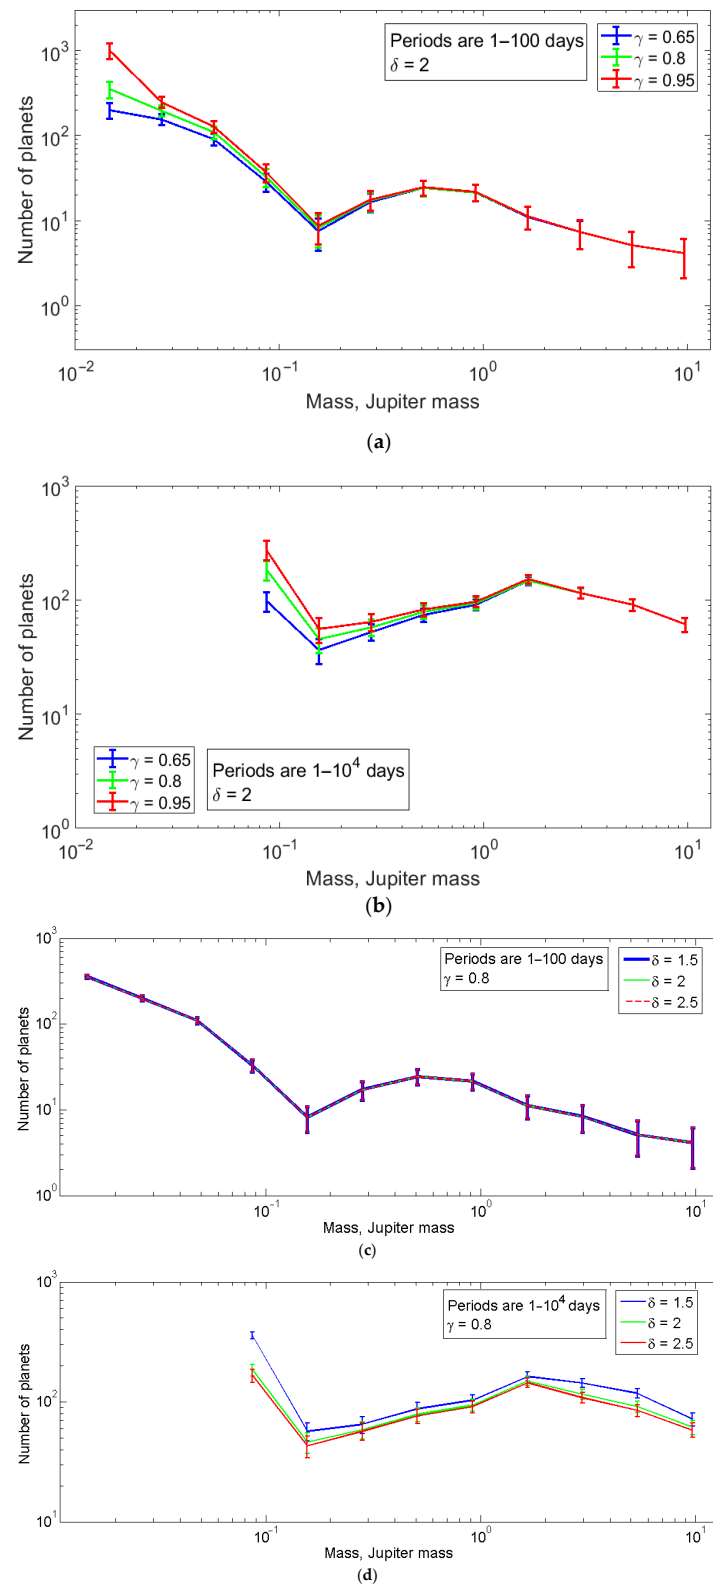 Number of planets
10³
10²
10¹
10⁰
Periods are 1–100 days
δ = 2
γ = 0.65
γ = 0.8
γ = 0.95
10⁻²
10⁻¹
10⁰
10¹
Mass, Jupiter mass
(a)
Number of planets
10³
10²
10¹
10⁰
γ = 0.65
γ = 0.8
γ = 0.95
Periods are 1–10⁴ days
δ = 2
10⁻²
10⁻¹
10⁰
10¹
Mass, Jupiter mass
(b)
Number of planets
10³
10²
10¹
10⁰
Periods are 1–100 days
γ = 0.8
δ = 1.5
δ = 2
δ = 2.5
10⁻¹
10⁰
10¹
Mass, Jupiter mass
(c)
Number of planets
10³
10²
10¹
Periods are 1–10⁴ days
γ = 0.8
δ = 1.5
δ = 2
δ = 2.5
10⁻¹
10⁰
10¹
Mass, Jupiter mass
(d)